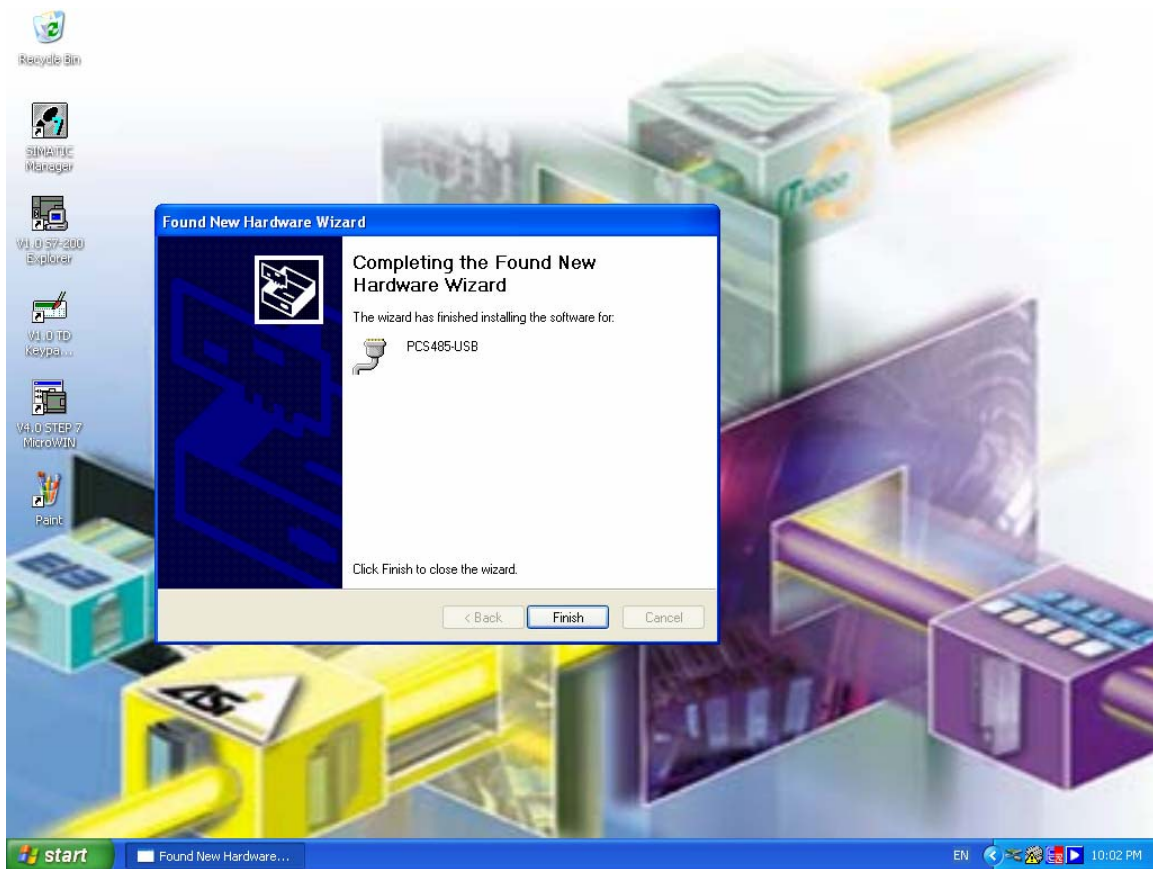 Recycle Bin
SIMATIC
Manager
V1.0 S7-200
Explorer
V1.0 TD
Keypa...
V4.0 STEP 7
MicroWIN
Paint
Found New Hardware Wizard
Completing the Found New
Hardware Wizard
The wizard has finished installing the software for:
PCS485-USB
Click Finish to close the wizard.
< Back
Finish
Cancel
EIB
ASi
start
Found New Hardware...
EN
10:02 PM